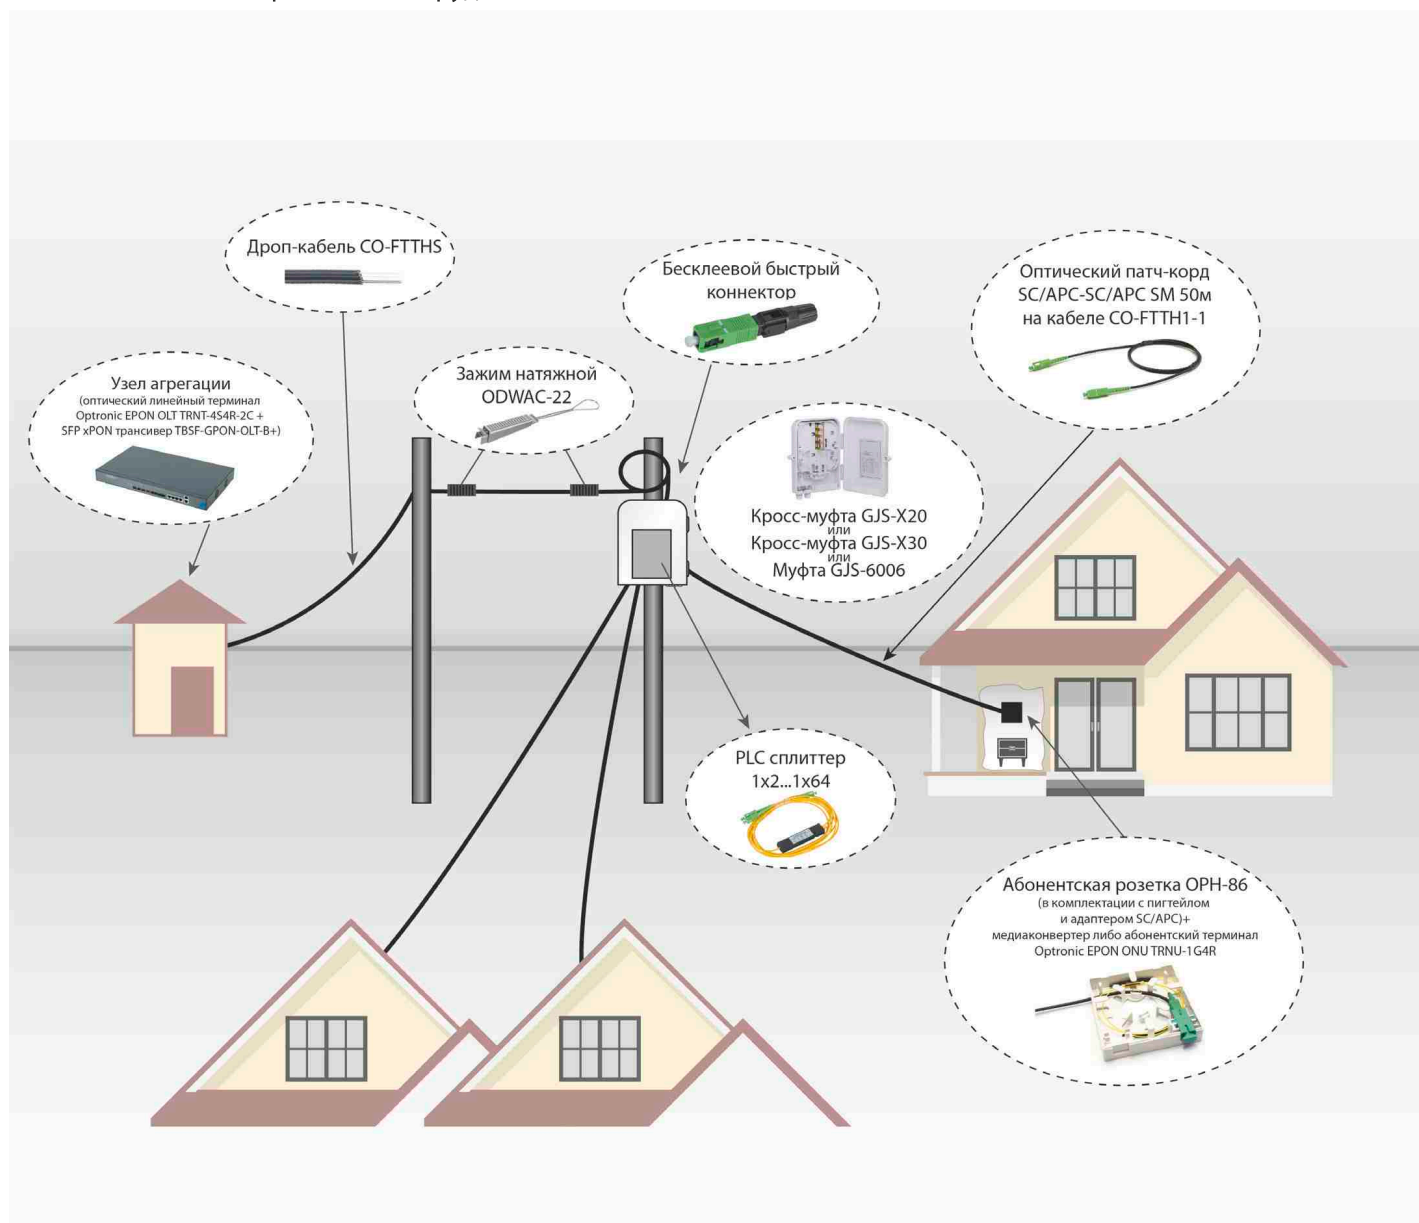 Дроп-кабель CO-FTTHS
Бесклеевой быстрый
коннектор
Оптический патч-корд
SC/APC-SC/APC SM 50м
на кабеле CO-FTTH1-1
Зажим натяжной
ODWAC-22
Узел агрегации
(оптический линейный терминал
Optronic EPON OLT TRNT-4S4R-2C +
SFP xPON трансивер TBSF-GPON-OLT-B+)
Кросс-муфта GJS-X20
или
Кросс-муфта GJS-X30
или
Муфта GJS-6006
PLC сплиттер
1x2...1x64
Абонентская розетка ОРН-86
(в комплектации с пигтейлом
и адаптером SC/APC)+
медиаконвертер либо абонентский терминал
Optronic EPON ONU TRNU-1G4R